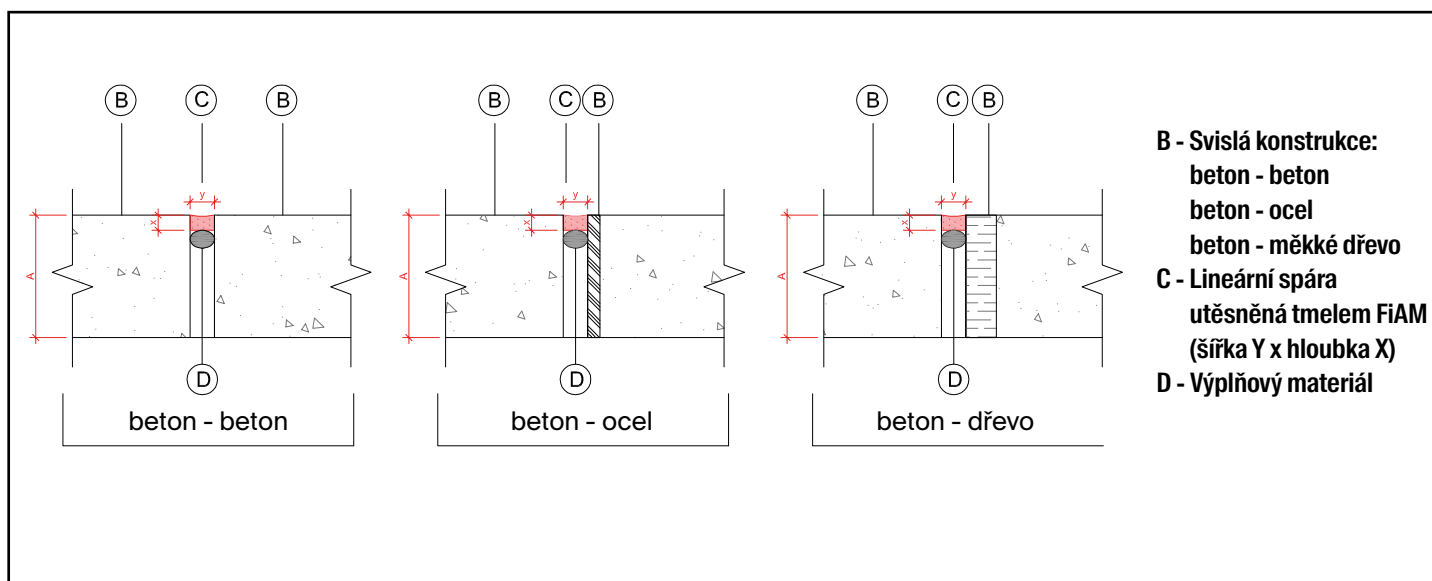 B C B
y
x
A
D
beton - beton
B C B
y
x
A
D
beton - ocel
B C B
y
x
A
D
beton - dřevo
B - Svislá konstrukce:
beton - beton
beton - ocel
beton - měkké dřevo
C - Lineární spára
utěsněná tmelem FiAM
(šířka Y x hloubka X)
D - Výplňový materiál